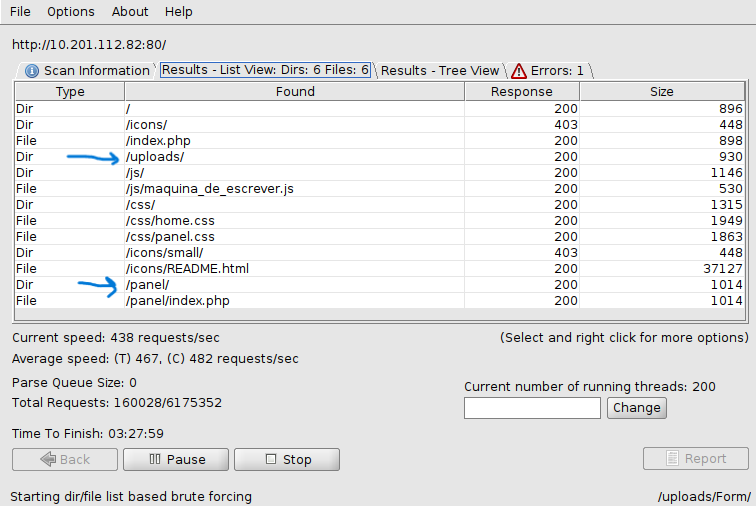 File Options About Help
http://10.201.112.82:80/
Scan Information Results - List View: Dirs: 6 Files: 6 Results - Tree View Errors: 1
Type Found Response Size
Dir / 200 896
Dir /icons/ 403 448
File /index.php 200 898
Dir /uploads/ 200 930
Dir /js/ 200 1146
File /js/maquina_de_escrever.js 200 530
Dir /css/ 200 1315
File /css/home.css 200 1949
File /css/panel.css 200 1863
Dir /icons/small/ 403 448
File /icons/README.html 200 37127
Dir /panel/ 200 1014
File /panel/index.php 200 1014
Current speed: 438 requests/sec (Select and right click for more options)
Average speed: (T) 467, (C) 482 requests/sec
Parse Queue Size: 0
Current number of running threads: 200
Total Requests: 160028/6175352
Change
Time To Finish: 03:27:59
Back Pause Stop Report
Starting dir/file list based brute forcing /uploads/Form/